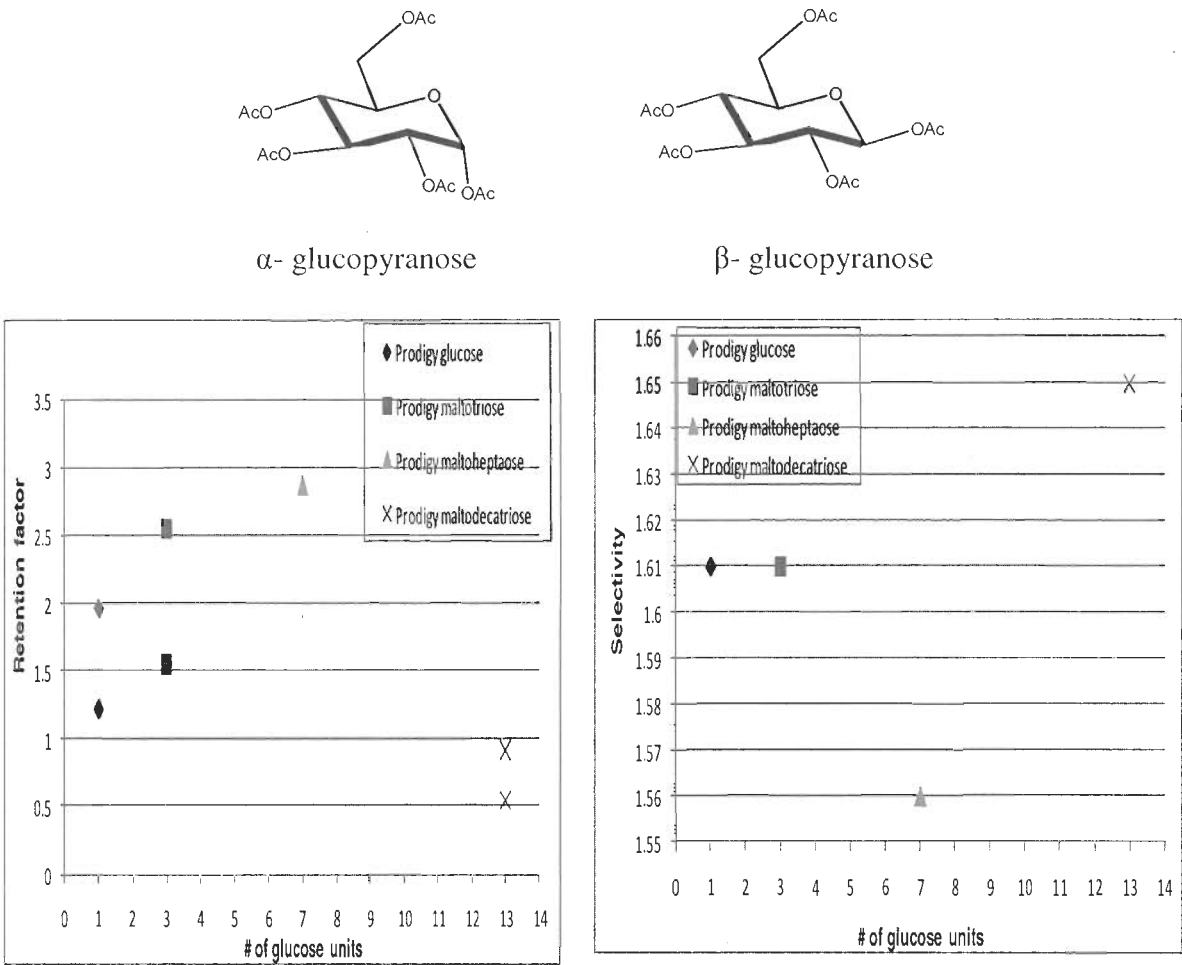 OAc
O
AcO
AcO
OAc
OAc
α- glucopyranose
OAc
O
AcO
AcO
OAc
OAc
β- glucopyranose
Retention factor
3.5
3
2.5
2
1.5
1
0.5
0
0 1 2 3 4 5 6 7 8 9 10 11 12 13 14
# of glucose units
Prodigy glucose
Prodigy maltotriose
Prodigy maltoheptaose
Prodigy maltodecatriose
Selectivity
1.66
1.65
1.64
1.63
1.62
1.61
1.6
1.59
1.58
1.57
1.56
1.55
0 1 2 3 4 5 6 7 8 9 10 11 12 13 14
# of glucose units
Prodigy glucose
Prodigy maltotriose
Prodigy maltoheptaose
Prodigy maltodecatriose